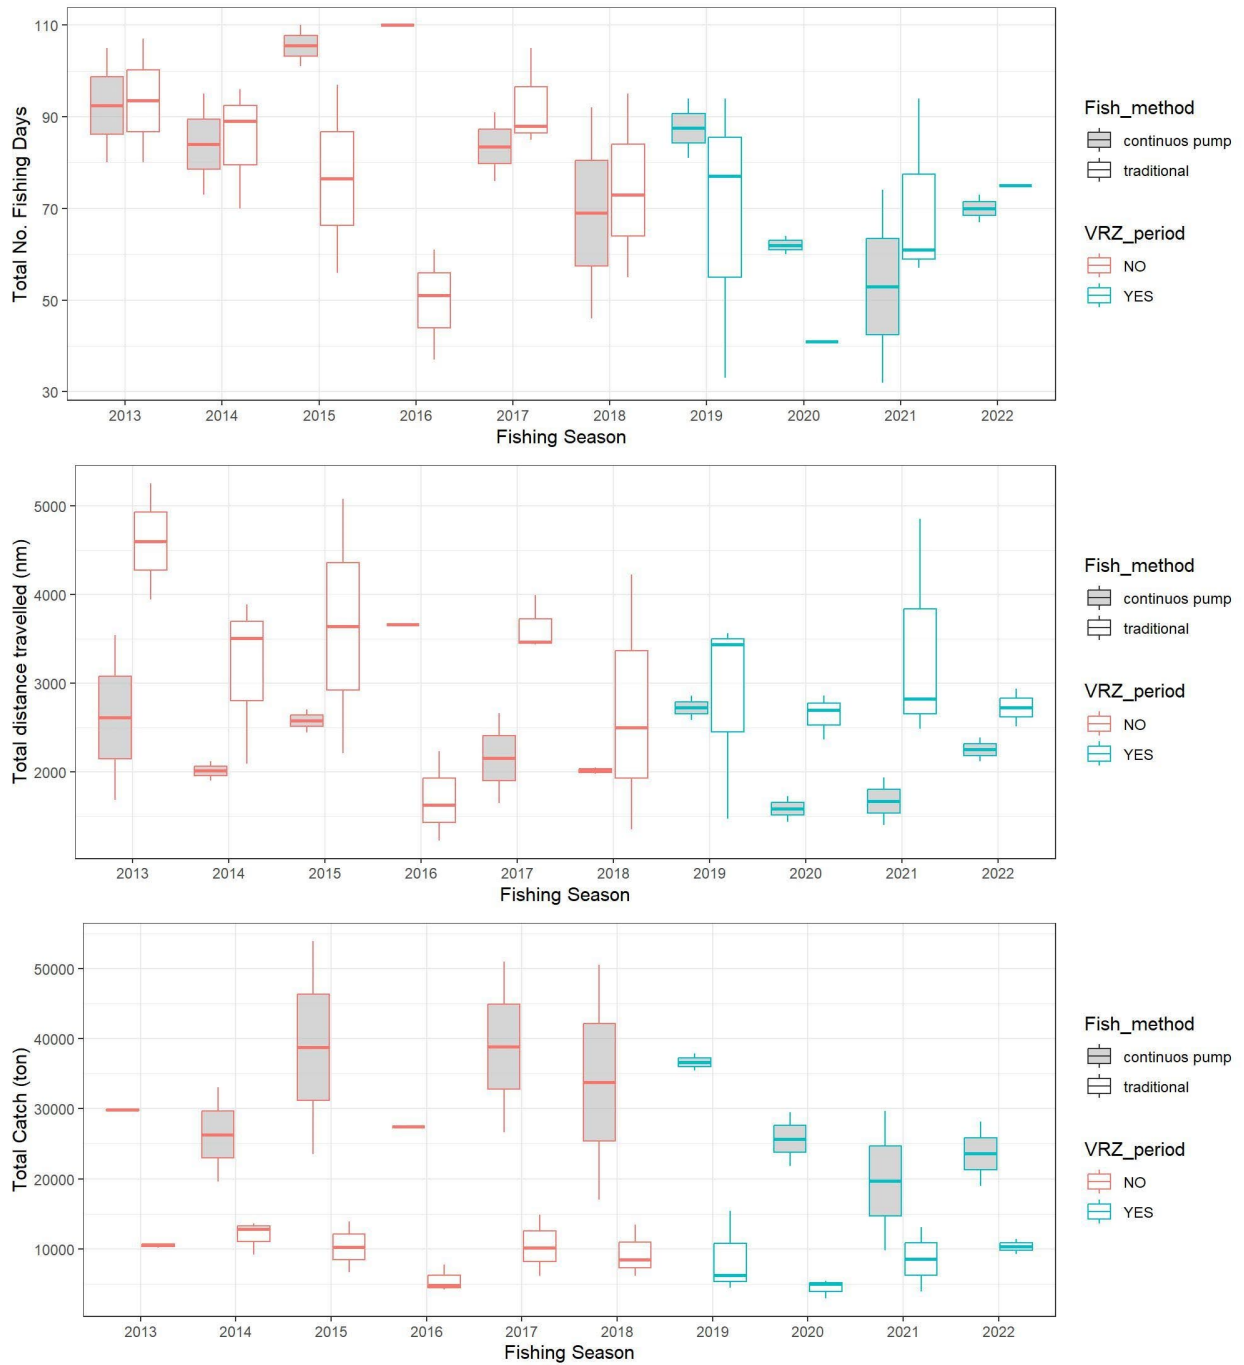 110
90
70
50
30
Total No. Fishing Days
2013 2014 2015 2016 2017 2018 2019 2020 2021 2022
Fishing Season
Fish_method
continuos pump
traditional
VRZ_period
NO
YES
5000
4000
3000
2000
Total distance travelled (nm)
2013 2014 2015 2016 2017 2018 2019 2020 2021 2022
Fishing Season
Fish_method
continuos pump
traditional
VRZ_period
NO
YES
50000
40000
30000
20000
10000
Total Catch (ton)
2013 2014 2015 2016 2017 2018 2019 2020 2021 2022
Fishing Season
Fish_method
continuos pump
traditional
VRZ_period
NO
YES